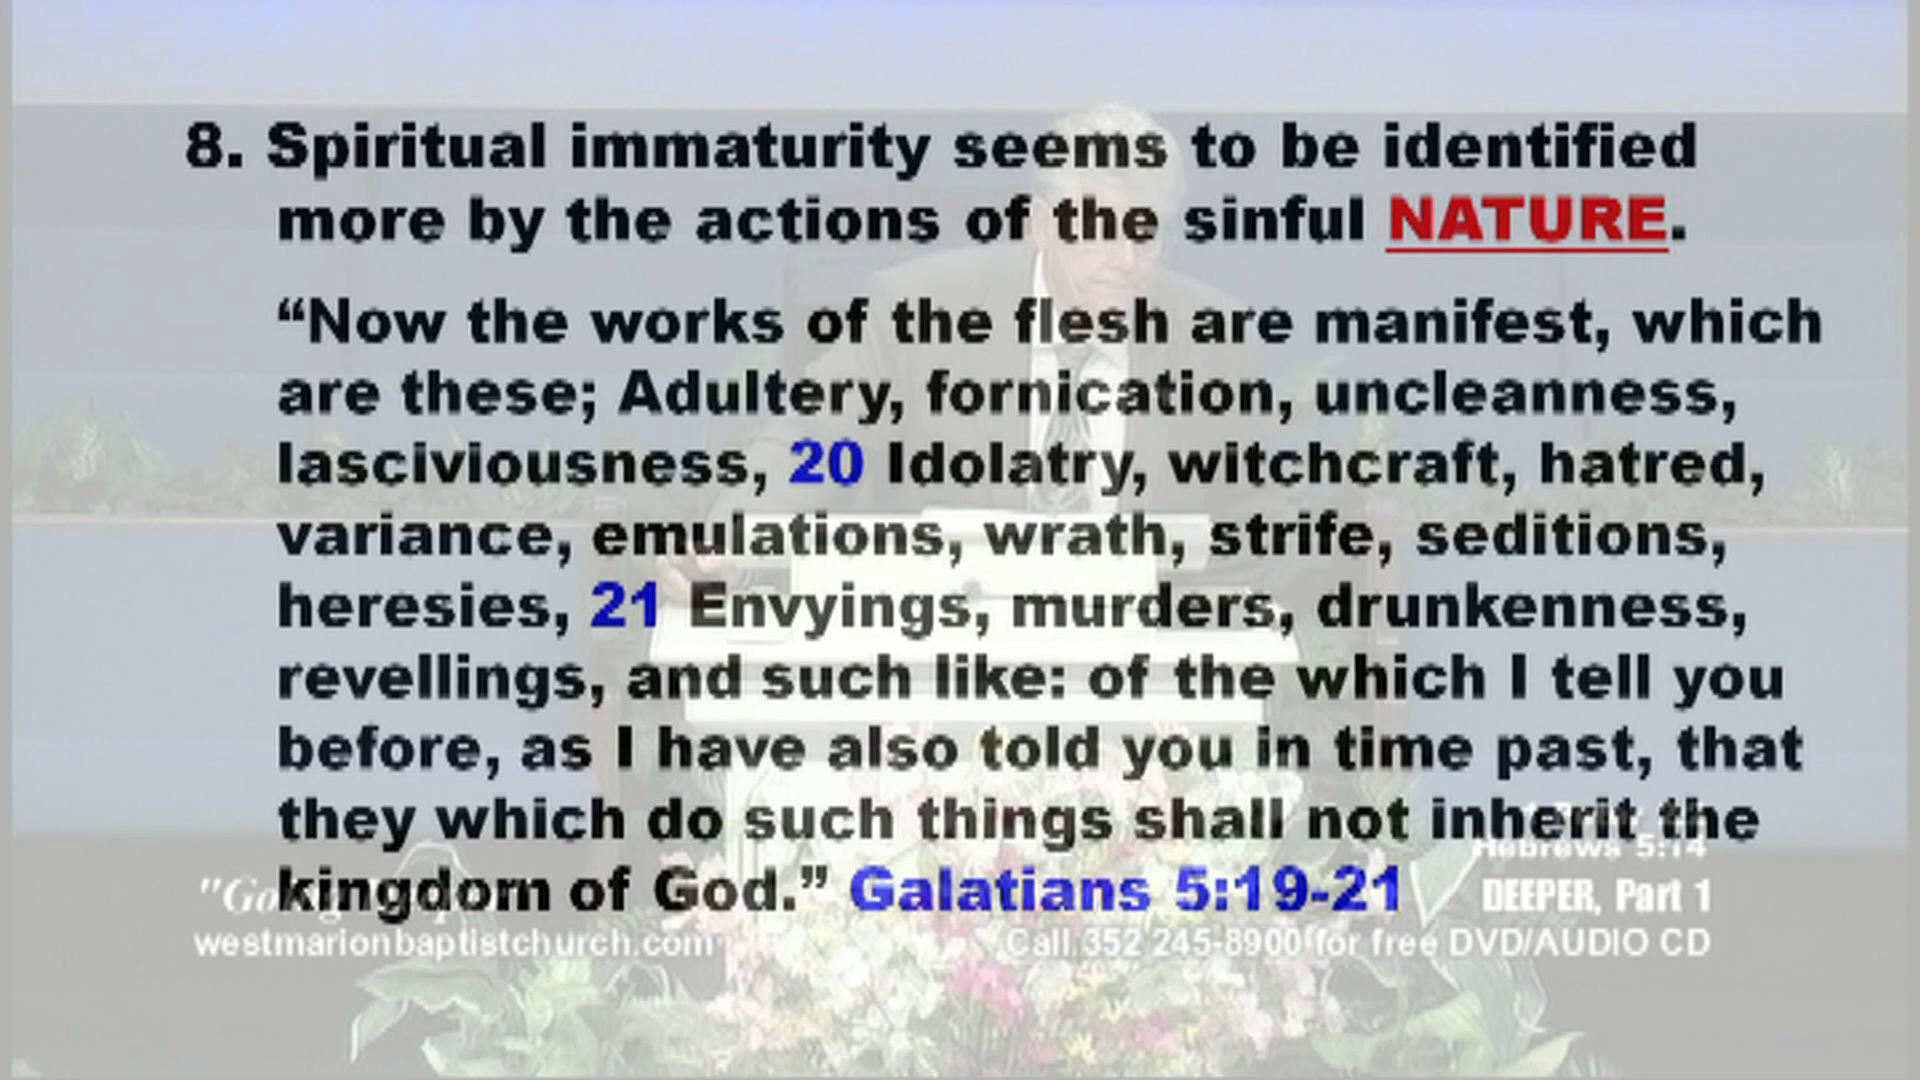 8. Spiritual immaturity seems to be identified
more by the actions of the sinful NATURE.
“Now the works of the flesh are manifest, which
are these; Adultery, fornication, uncleanness,
lasciviousness, 20 Idolatry, witchcraft, hatred,
variance, emulations, wrath, strife, seditions,
heresies, 21 Envyings, murders, drunkenness,
revellings, and such like: of the which I tell you
before, as I have also told you in time past, that
they which do such things shall not inherit the
kingdom of God.” Galatians 5:19-21
Hebrews 5:14
DEEPER, Part 1
westmarionbaptistchurch.com
Call 352 245-8900 for free DVD/AUDIO CD